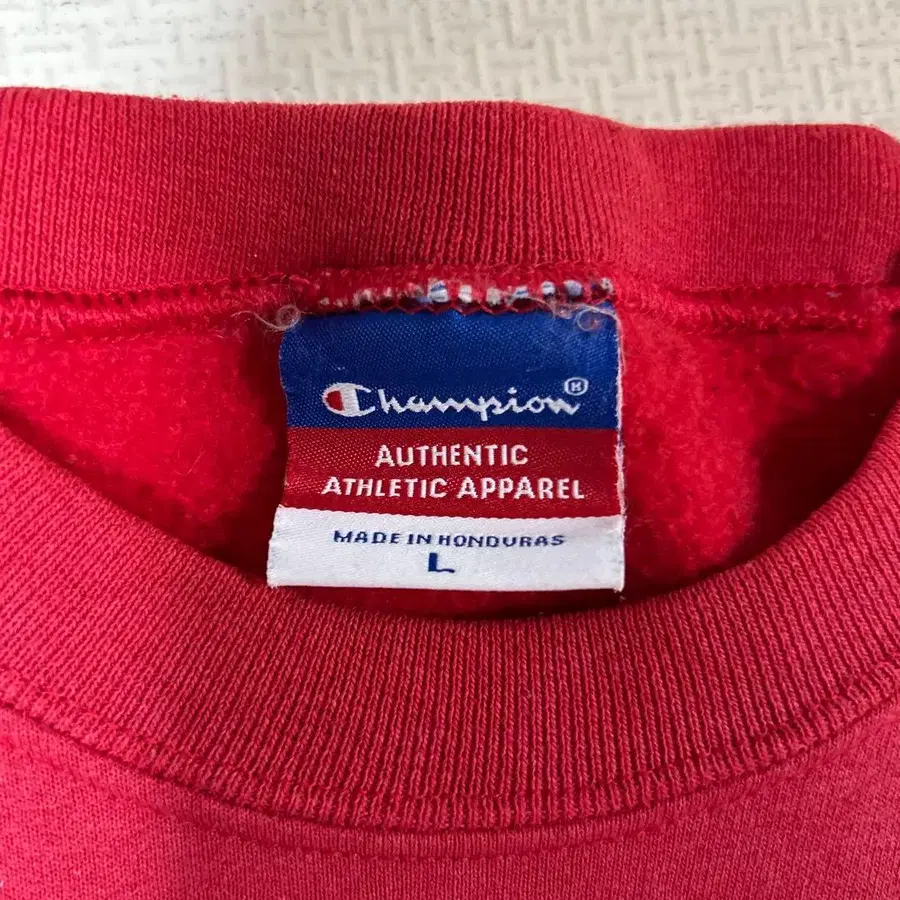 Champion®
AUTHENTIC
ATHLETIC APPAREL
MADE IN HONDURAS
L